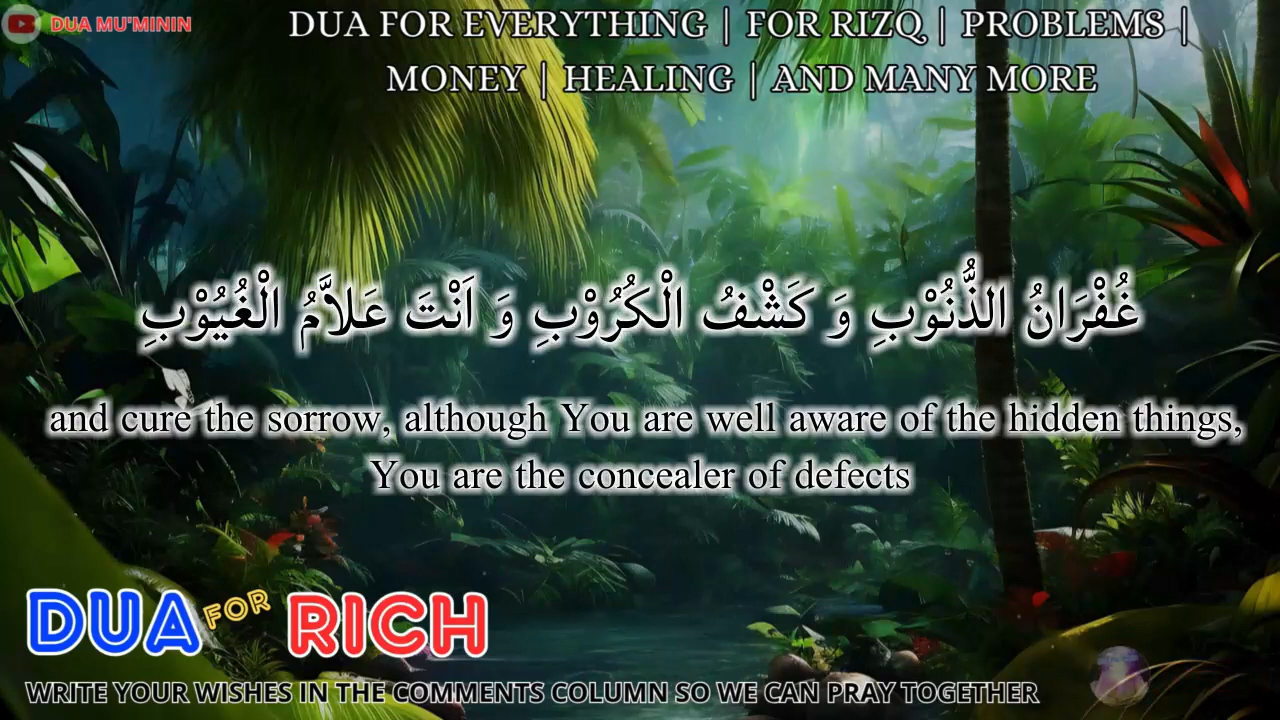 DUA MU'MININ
DUA FOR EVERYTHING | FOR RIZQ | PROBLEMS |
MONEY | HEALING | AND MANY MORE
غُفْرَانُ الذُّنُوْبِ وَ كَشْفُ الْكُرُوْبِ وَ اَنْتَ عَلاَّمُ الْغُيُوْبِ
and cure the sorrow, although You are well aware of the hidden things,
You are the concealer of defects
DUA FOR RICH
WRITE YOUR WISHES IN THE COMMENTS COLUMN SO WE CAN PRAY TOGETHER